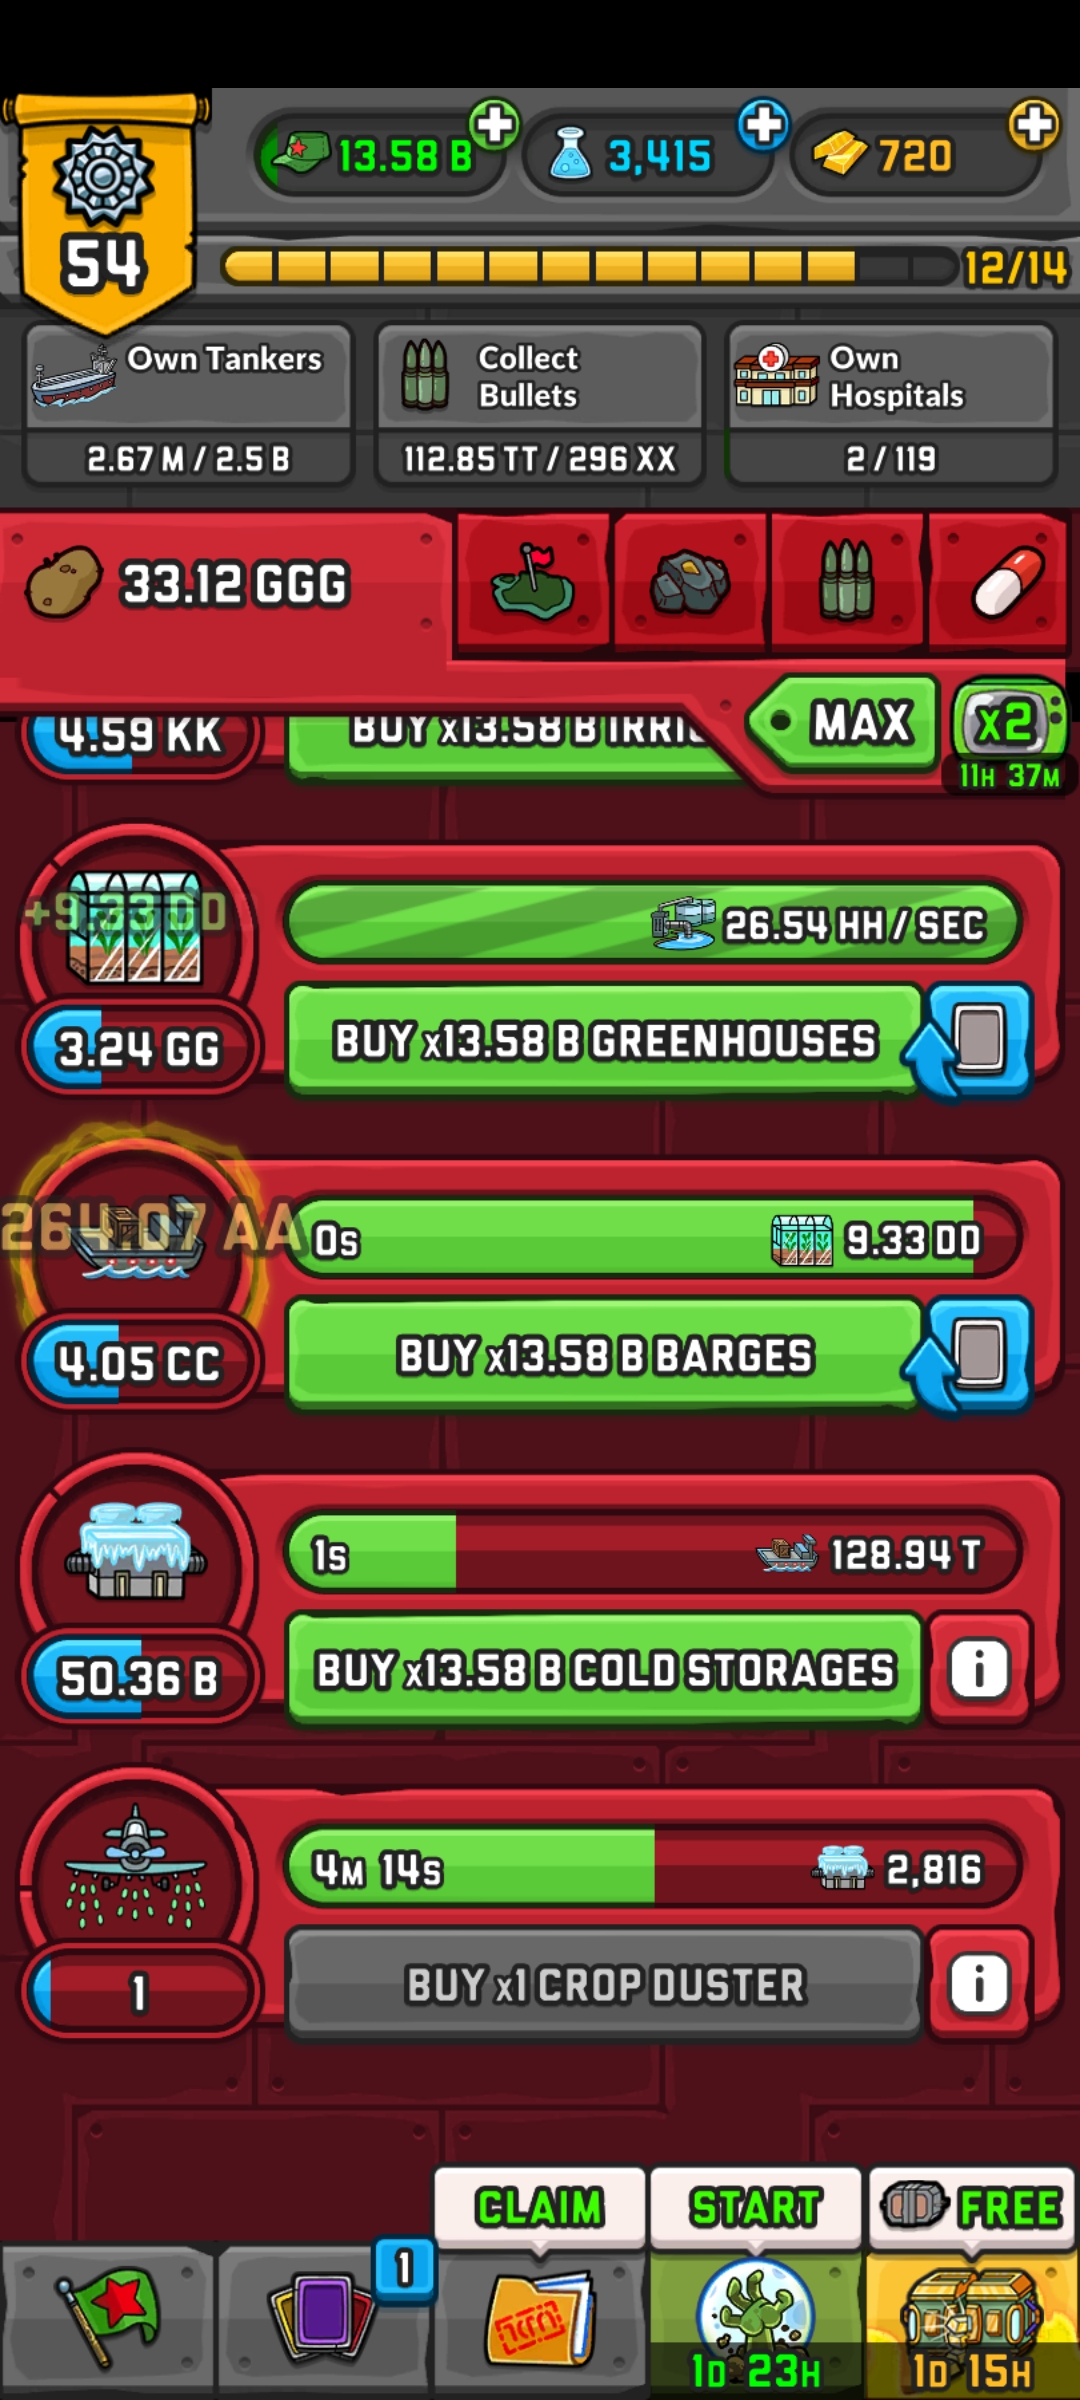 13.58 B
3,415
720
54
12/14
Own Tankers
2.67 M / 2.5 B
Collect
Bullets
112.85 TT / 296 XX
Own
Hospitals
2 / 119
33.12 GGG
MAX
x2
11H 37M
4.59 KK
BUY x13.58 B IRRIG
+9.33 DD
26.54 HH / SEC
3.24 GG
BUY x13.58 B GREENHOUSES
264.07 AA
0s
9.33 DD
4.05 CC
BUY x13.58 B BARGES
1s
128.94 T
50.36 B
BUY x13.58 B COLD STORAGES
i
4M 14s
2,816
1
BUY x1 CROP DUSTER
i
CLAIM
START
FREE
1
1D 23H
1D 15H